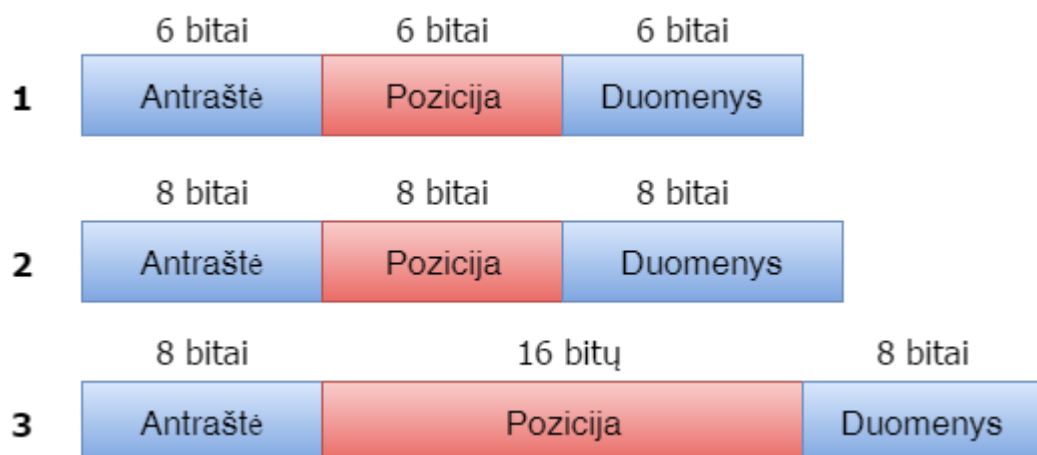 6 bitai 6 bitai 6 bitai
1 Antraštė Pozicija Duomenys
8 bitai 8 bitai 8 bitai
2 Antraštė Pozicija Duomenys
8 bitai 16 bitų 8 bitai
3 Antraštė Pozicija Duomenys